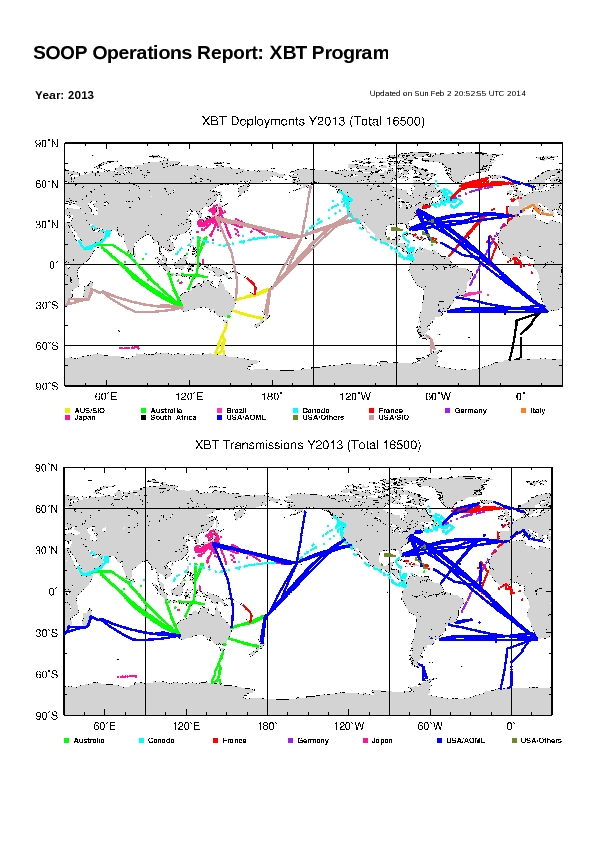 SOOP Operations Report: XBT Program
Year: 2013
Updated on Sun Feb 2 20:52:55 UTC 2014
XBT Deployments Y2013 (Total 16500)
90°N
60°N
30°N
0°
30°S
60°S
90°S
60°E 120°E 180° 120°W 60°W 0°
AUS/SIO Australia Brazil Canada France Germany Italy
Japan South Africa USA/AOML USA/Others USA/SIO
XBT Transmissions Y2013 (Total 16500)
90°N
60°N
30°N
0°
30°S
60°S
90°S
60°E 120°E 180° 120°W 60°W 0°
Australia Canada France Germany Japan USA/AOML USA/Others